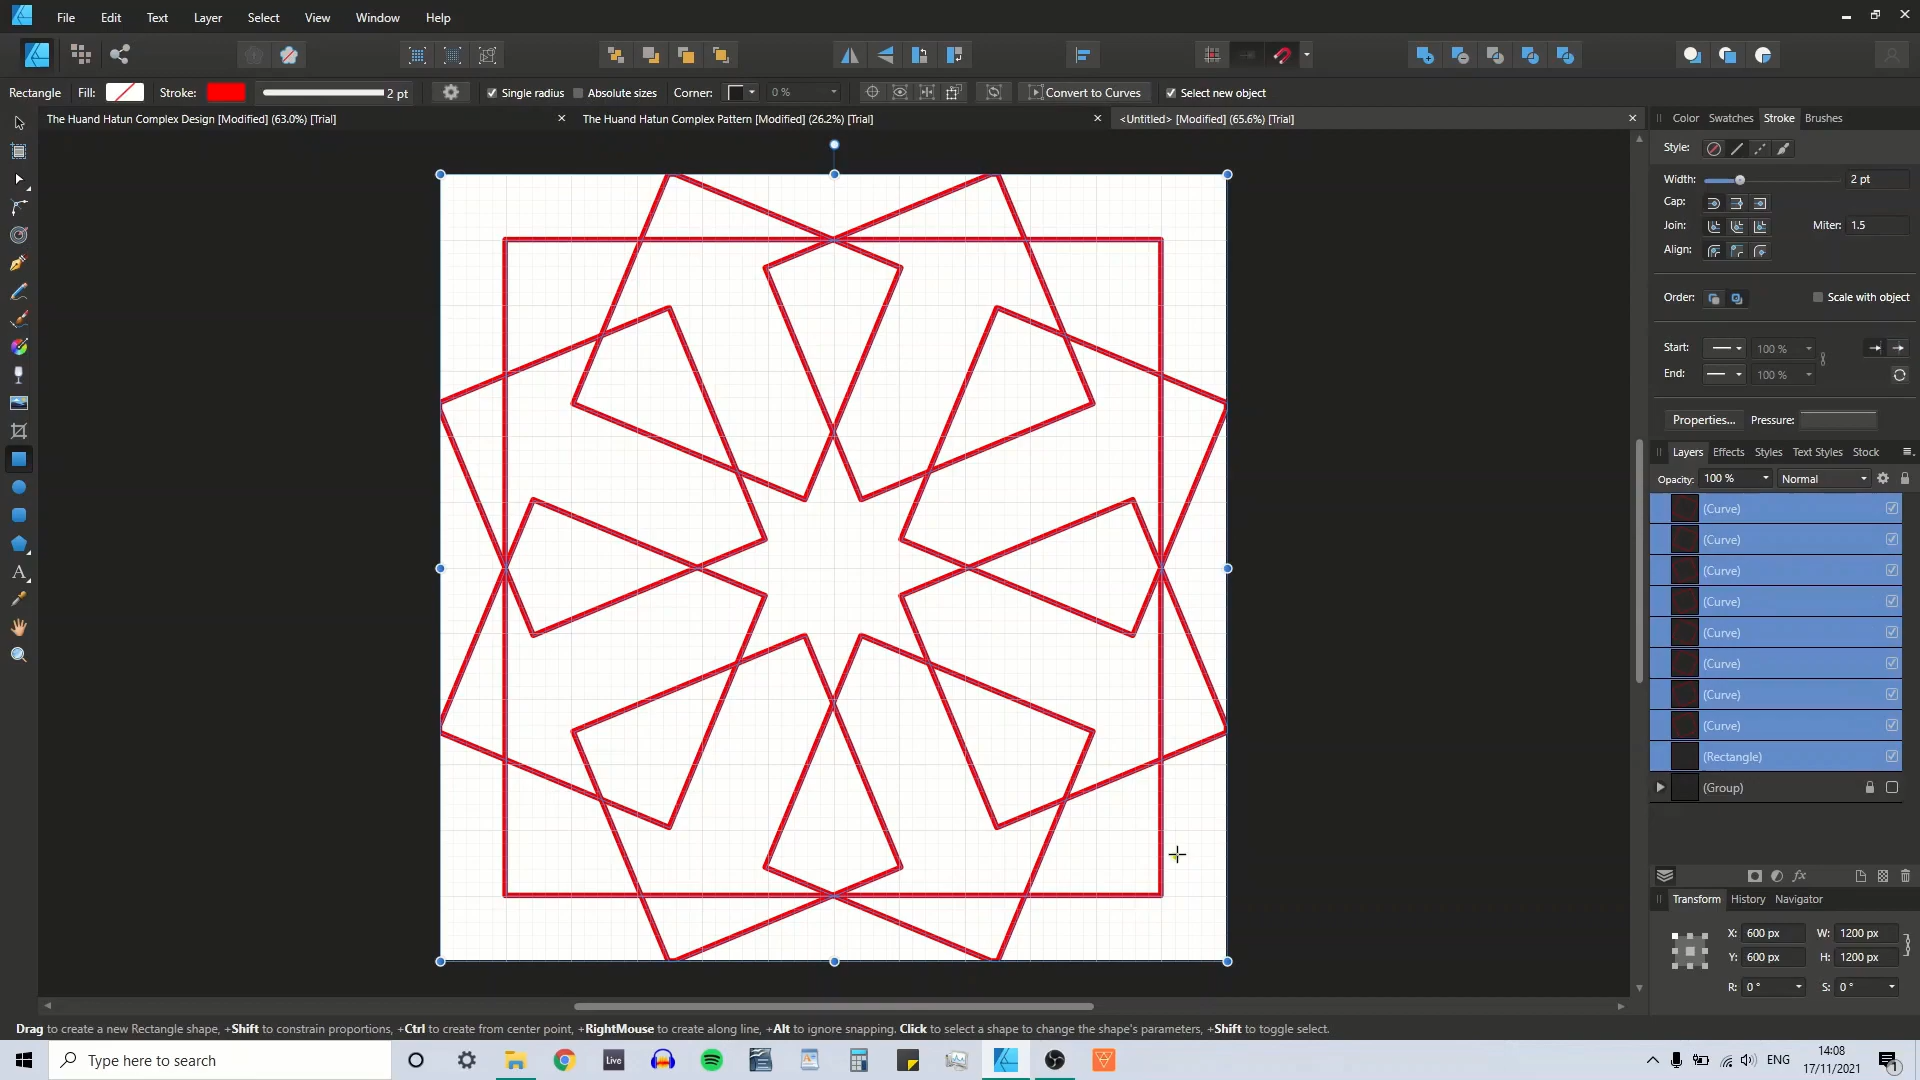 File Edit Text Layer Select View Window Help
Rectangle Fill: Stroke: 2 pt Single radius Absolute sizes Corner: 0 % Convert to Curves Select new object
The Huand Hatun Complex Design [Modified] (63.0%) [Trial] The Huand Hatun Complex Pattern [Modified] (26.2%) [Trial] <Untitled> [Modified] (65.6%) [Trial]
Color Swatches Stroke Brushes
Style:
Width: 2 pt
Cap:
Join: Miter: 1.5
Align:
Order: Scale with object
Start: 100 %
End: 100 %
Properties... Pressure:
Layers Effects Styles Text Styles Stock
Opacity: 100 % Normal
(Curve)
(Curve)
(Curve)
(Curve)
(Curve)
(Curve)
(Curve)
(Curve)
(Rectangle)
(Group)
fx
Transform History Navigator
X: 600 px W: 1200 px
Y: 600 px H: 1200 px
R: 0 ° S: 0 °
Drag to create a new Rectangle shape, +Shift to constrain proportions, +Ctrl to create from center point, +RightMouse to create along line, +Alt to ignore snapping. Click to select a shape to change the shape's parameters, +Shift to toggle select.
Type here to search
Live
ENG
14:08
17/11/2021
1